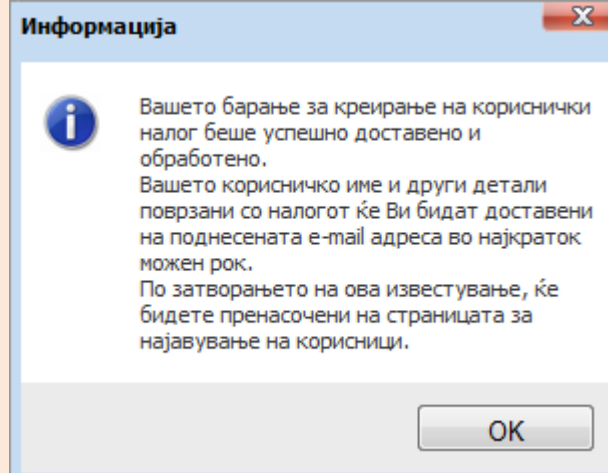 Информација
Вашето барање за креирање на кориснички
налог беше успешно доставено и
обработено.
Вашето корисничко име и други детали
поврзани со налогот ќе Ви бидат доставени
на поднесената e-mail адреса во најкраток
можен рок.
По затворањето на ова известување, ќе
бидете пренасочени на страницата за
најавување на корисници.
OK